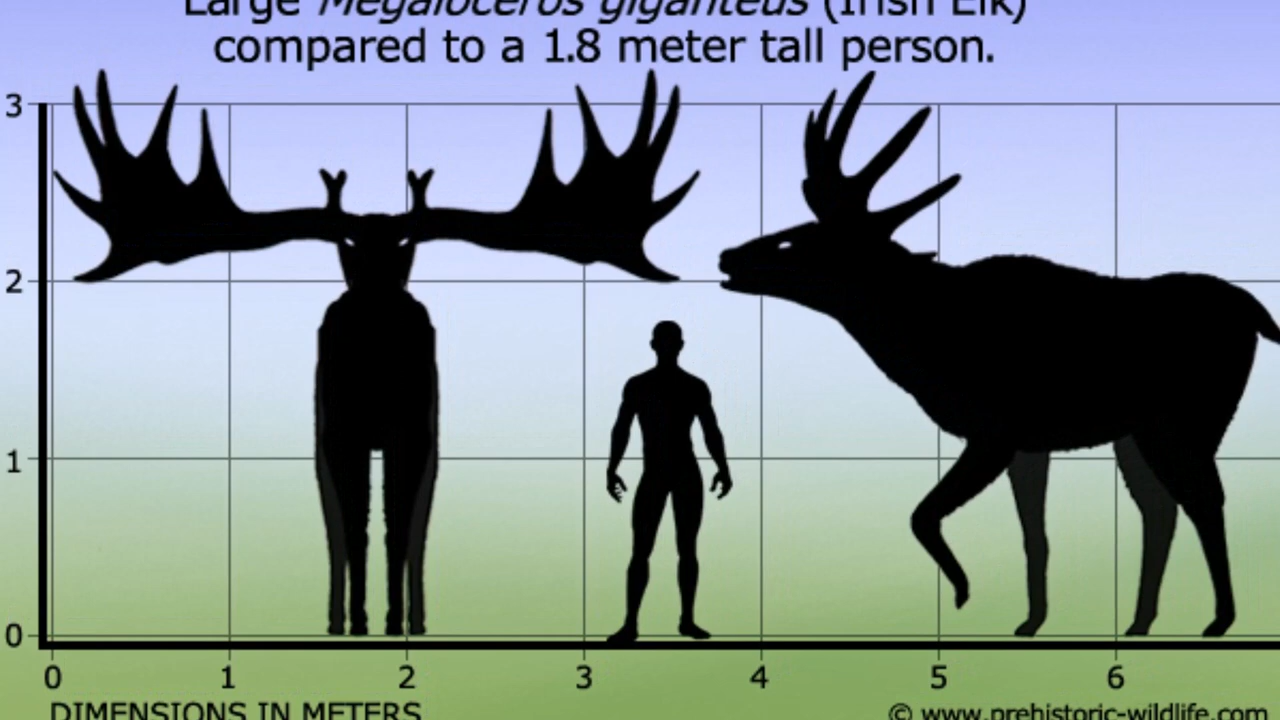 Large Megaloceros giganteus (Irish Elk)
compared to a 1.8 meter tall person.
3
2
1
0
0 1 2 3 4 5 6
DIMENSIONS IN METERS
© www.prehistoric-wildlife.com